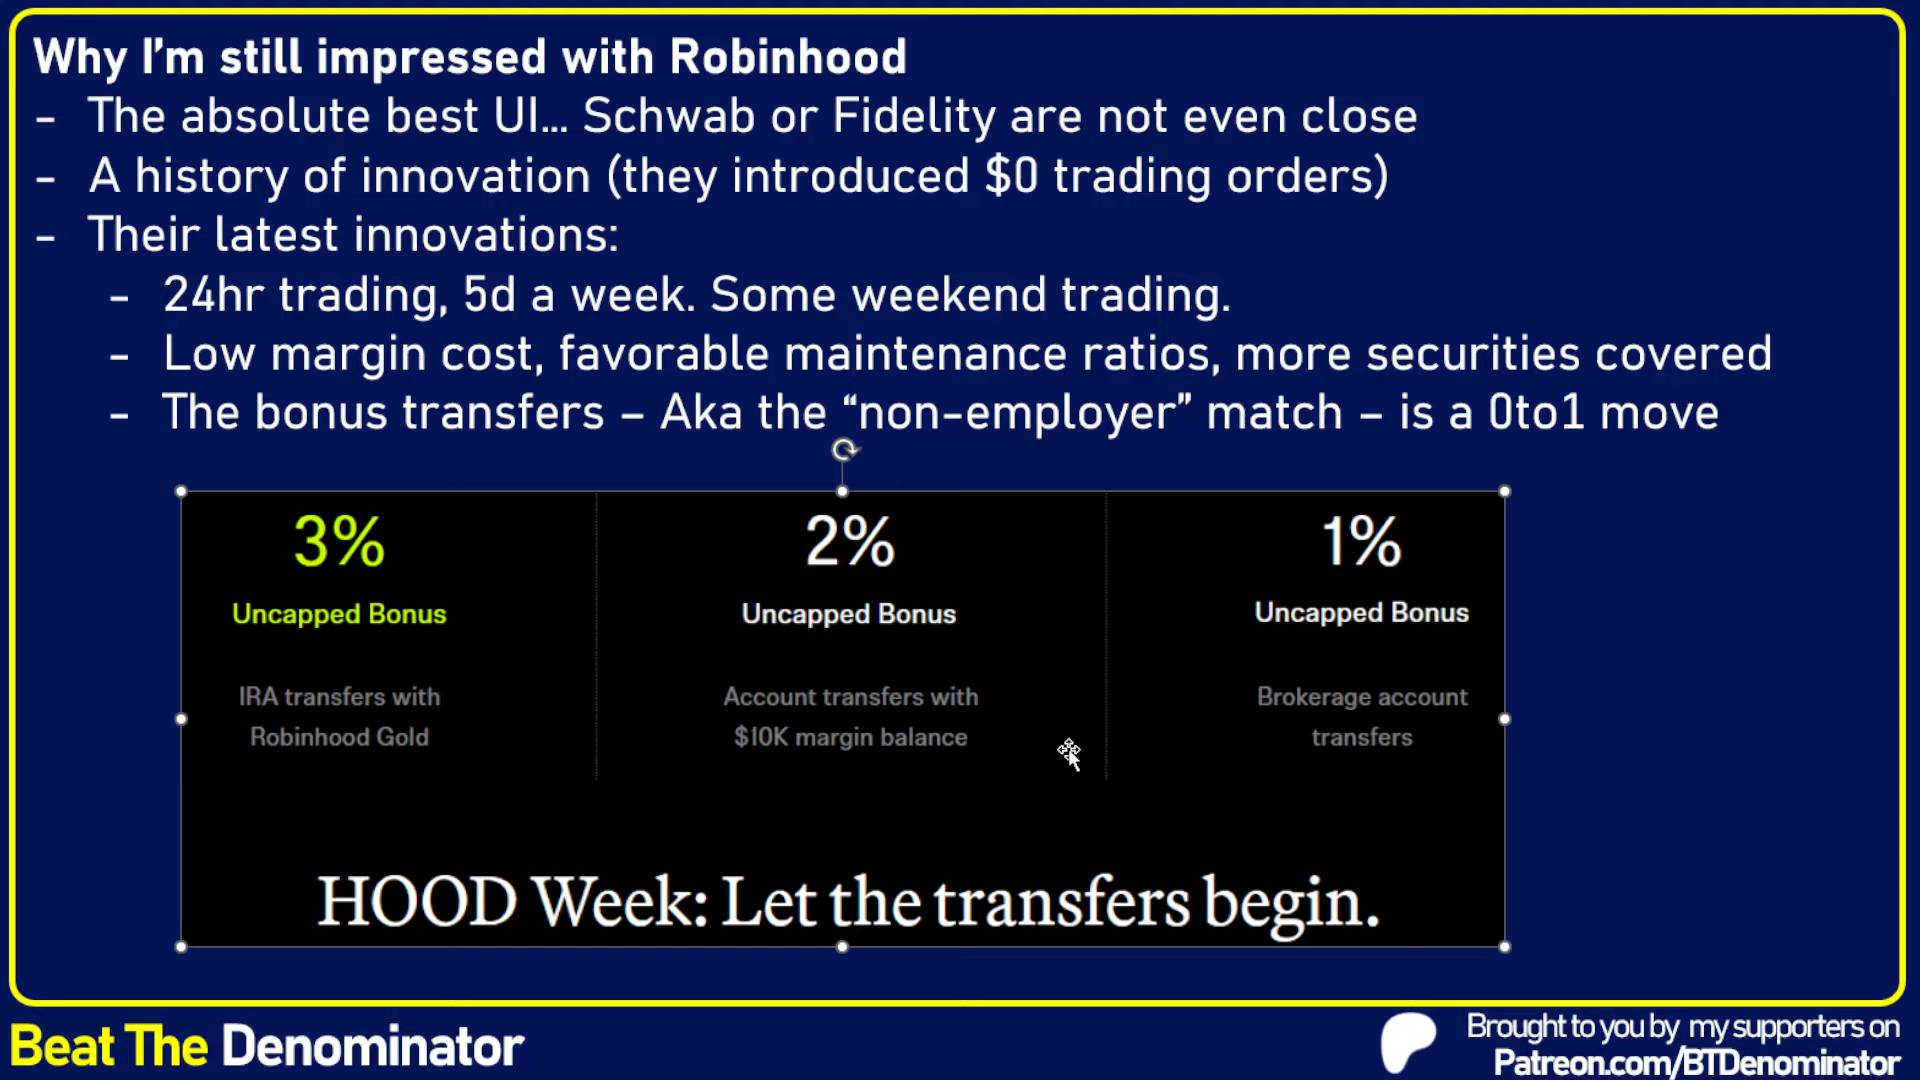 Why I’m still impressed with Robinhood
- The absolute best UI… Schwab or Fidelity are not even close
- A history of innovation (they introduced $0 trading orders)
- Their latest innovations:
- 24hr trading, 5d a week. Some weekend trading.
- Low margin cost, favorable maintenance ratios, more securities covered
- The bonus transfers – Aka the “non-employer” match – is a 0to1 move
3%
Uncapped Bonus
IRA transfers with
Robinhood Gold
2%
Uncapped Bonus
Account transfers with
$10K margin balance
1%
Uncapped Bonus
Brokerage account
transfers
HOOD Week: Let the transfers begin.
Beat The Denominator
Brought to you by my supporters on
Patreon.com/BTDenominator